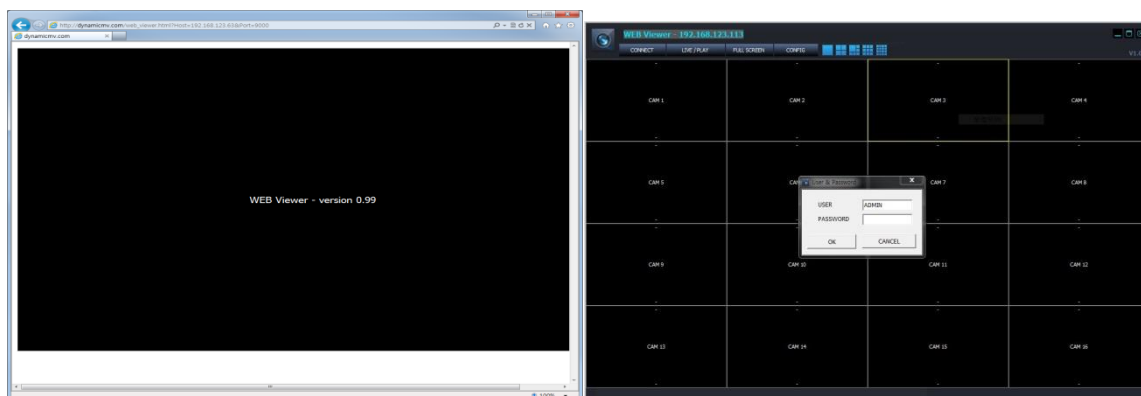 http://dynamicmv.com/web_viewer.html?Host=192.168.123.63&Port=9000
dynamicmv.com
WEB Viewer - version 0.99
100%
WEB Viewer - 192.168.123.113
CONNECT LIVE / PLAY FULL SCREEN CONFIG
CAM 1 CAM 2 CAM 3 CAM 4
CAM 5 CAM 7 CAM 8
User & Password
USER ADMIN
PASSWORD
OK CANCEL
CAM 9 CAM 10 CAM 11 CAM 12
CAM 13 CAM 14 CAM 15 CAM 16